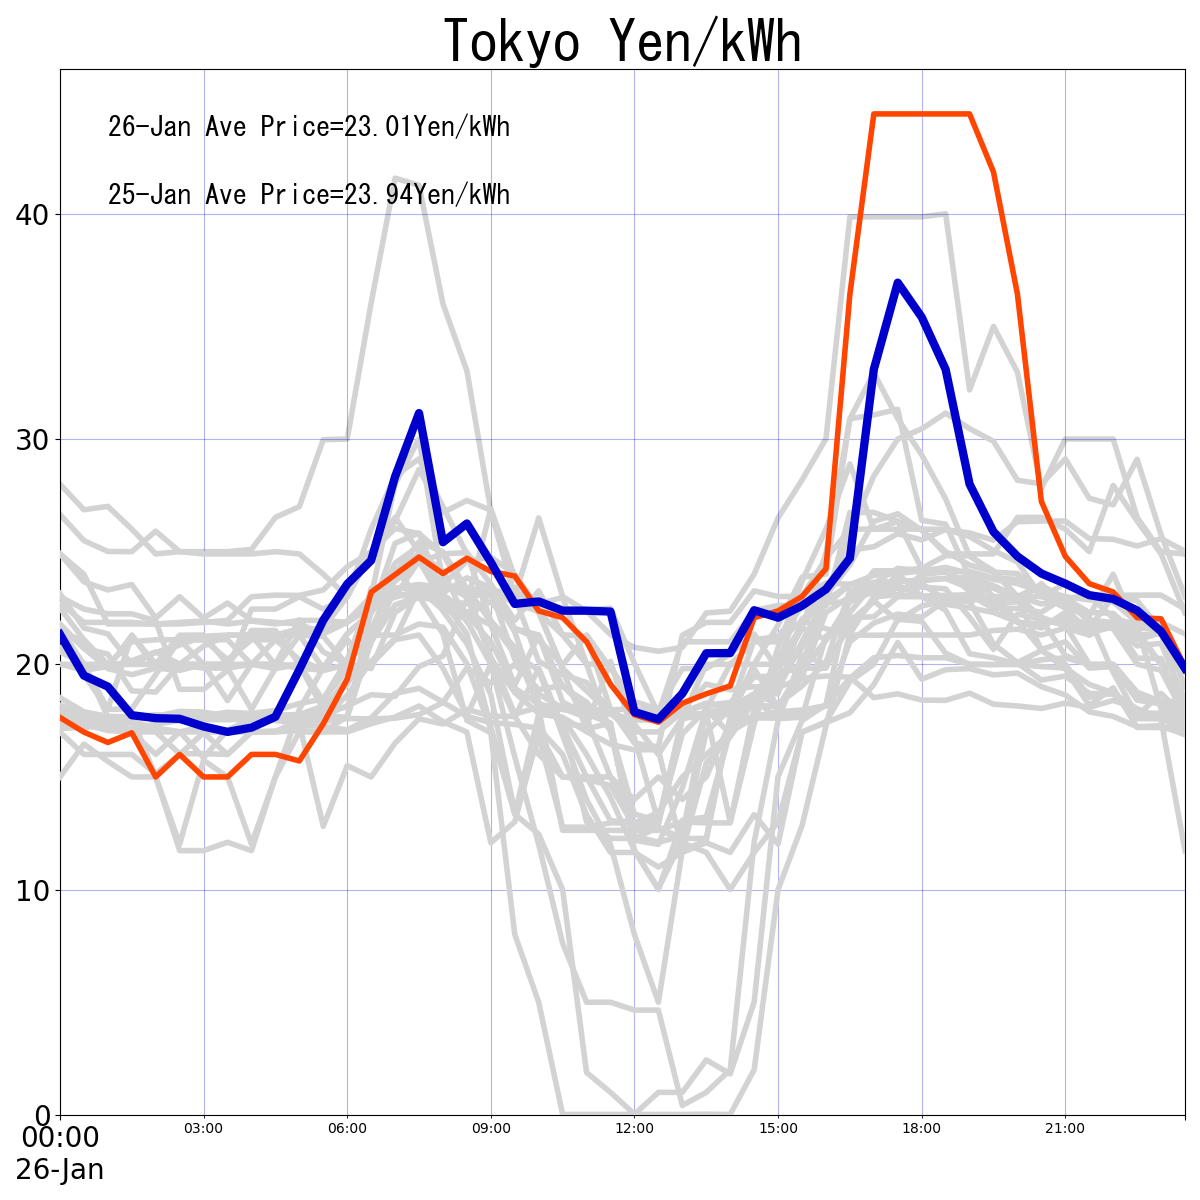 Tokyo Yen/kWh
26-Jan Ave Price=23.01Yen/kWh
25-Jan Ave Price=23.94Yen/kWh
40
30
20
10
0
00:00 03:00 06:00 09:00 12:00 15:00 18:00 21:00
26-Jan